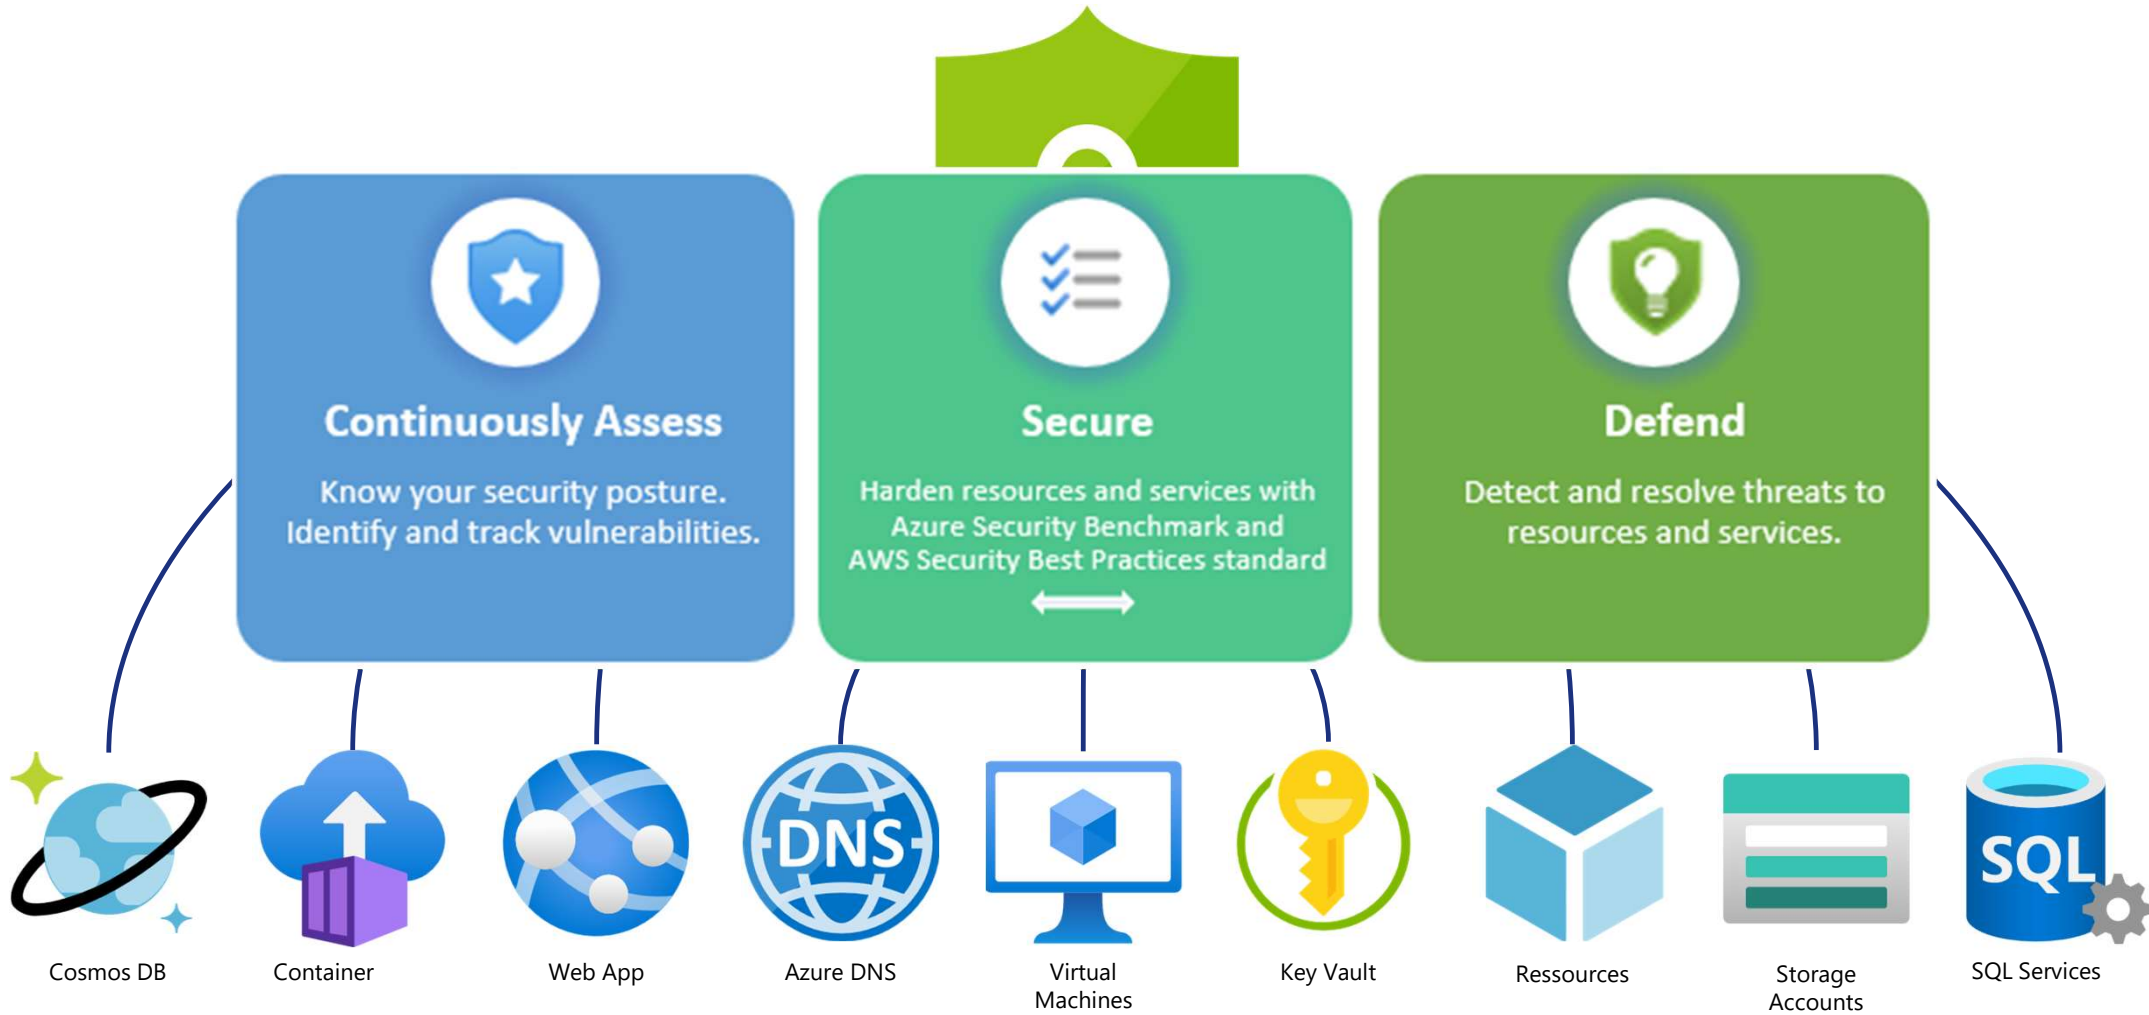 Continuously Assess
Know your security posture.
Identify and track vulnerabilities.
Secure
Harden resources and services with
Azure Security Benchmark and
AWS Security Best Practices standard
Defend
Detect and resolve threats to
resources and services.
DNS
SQL
Cosmos DB
Container
Web App
Azure DNS
Virtual
Machines
Key Vault
Ressources
Storage
Accounts
SQL Services